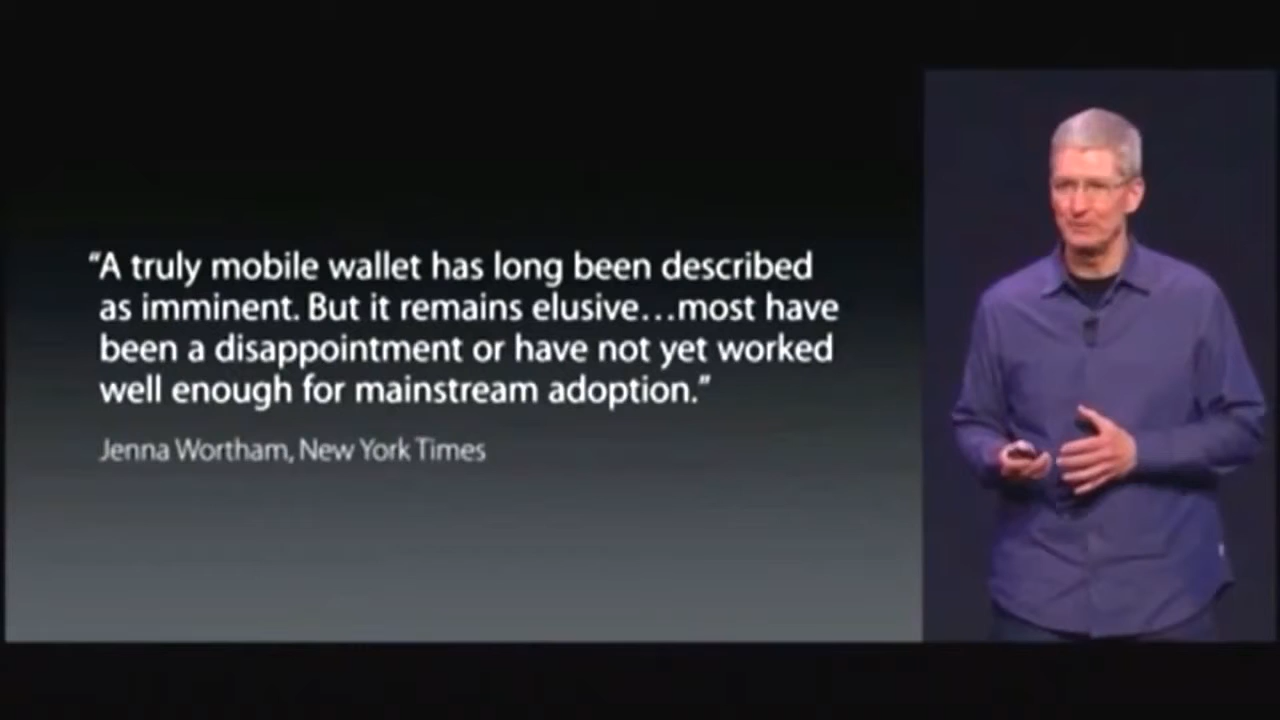 “A truly mobile wallet has long been described
as imminent. But it remains elusive…most have
been a disappointment or have not yet worked
well enough for mainstream adoption.”
Jenna Wortham, New York Times